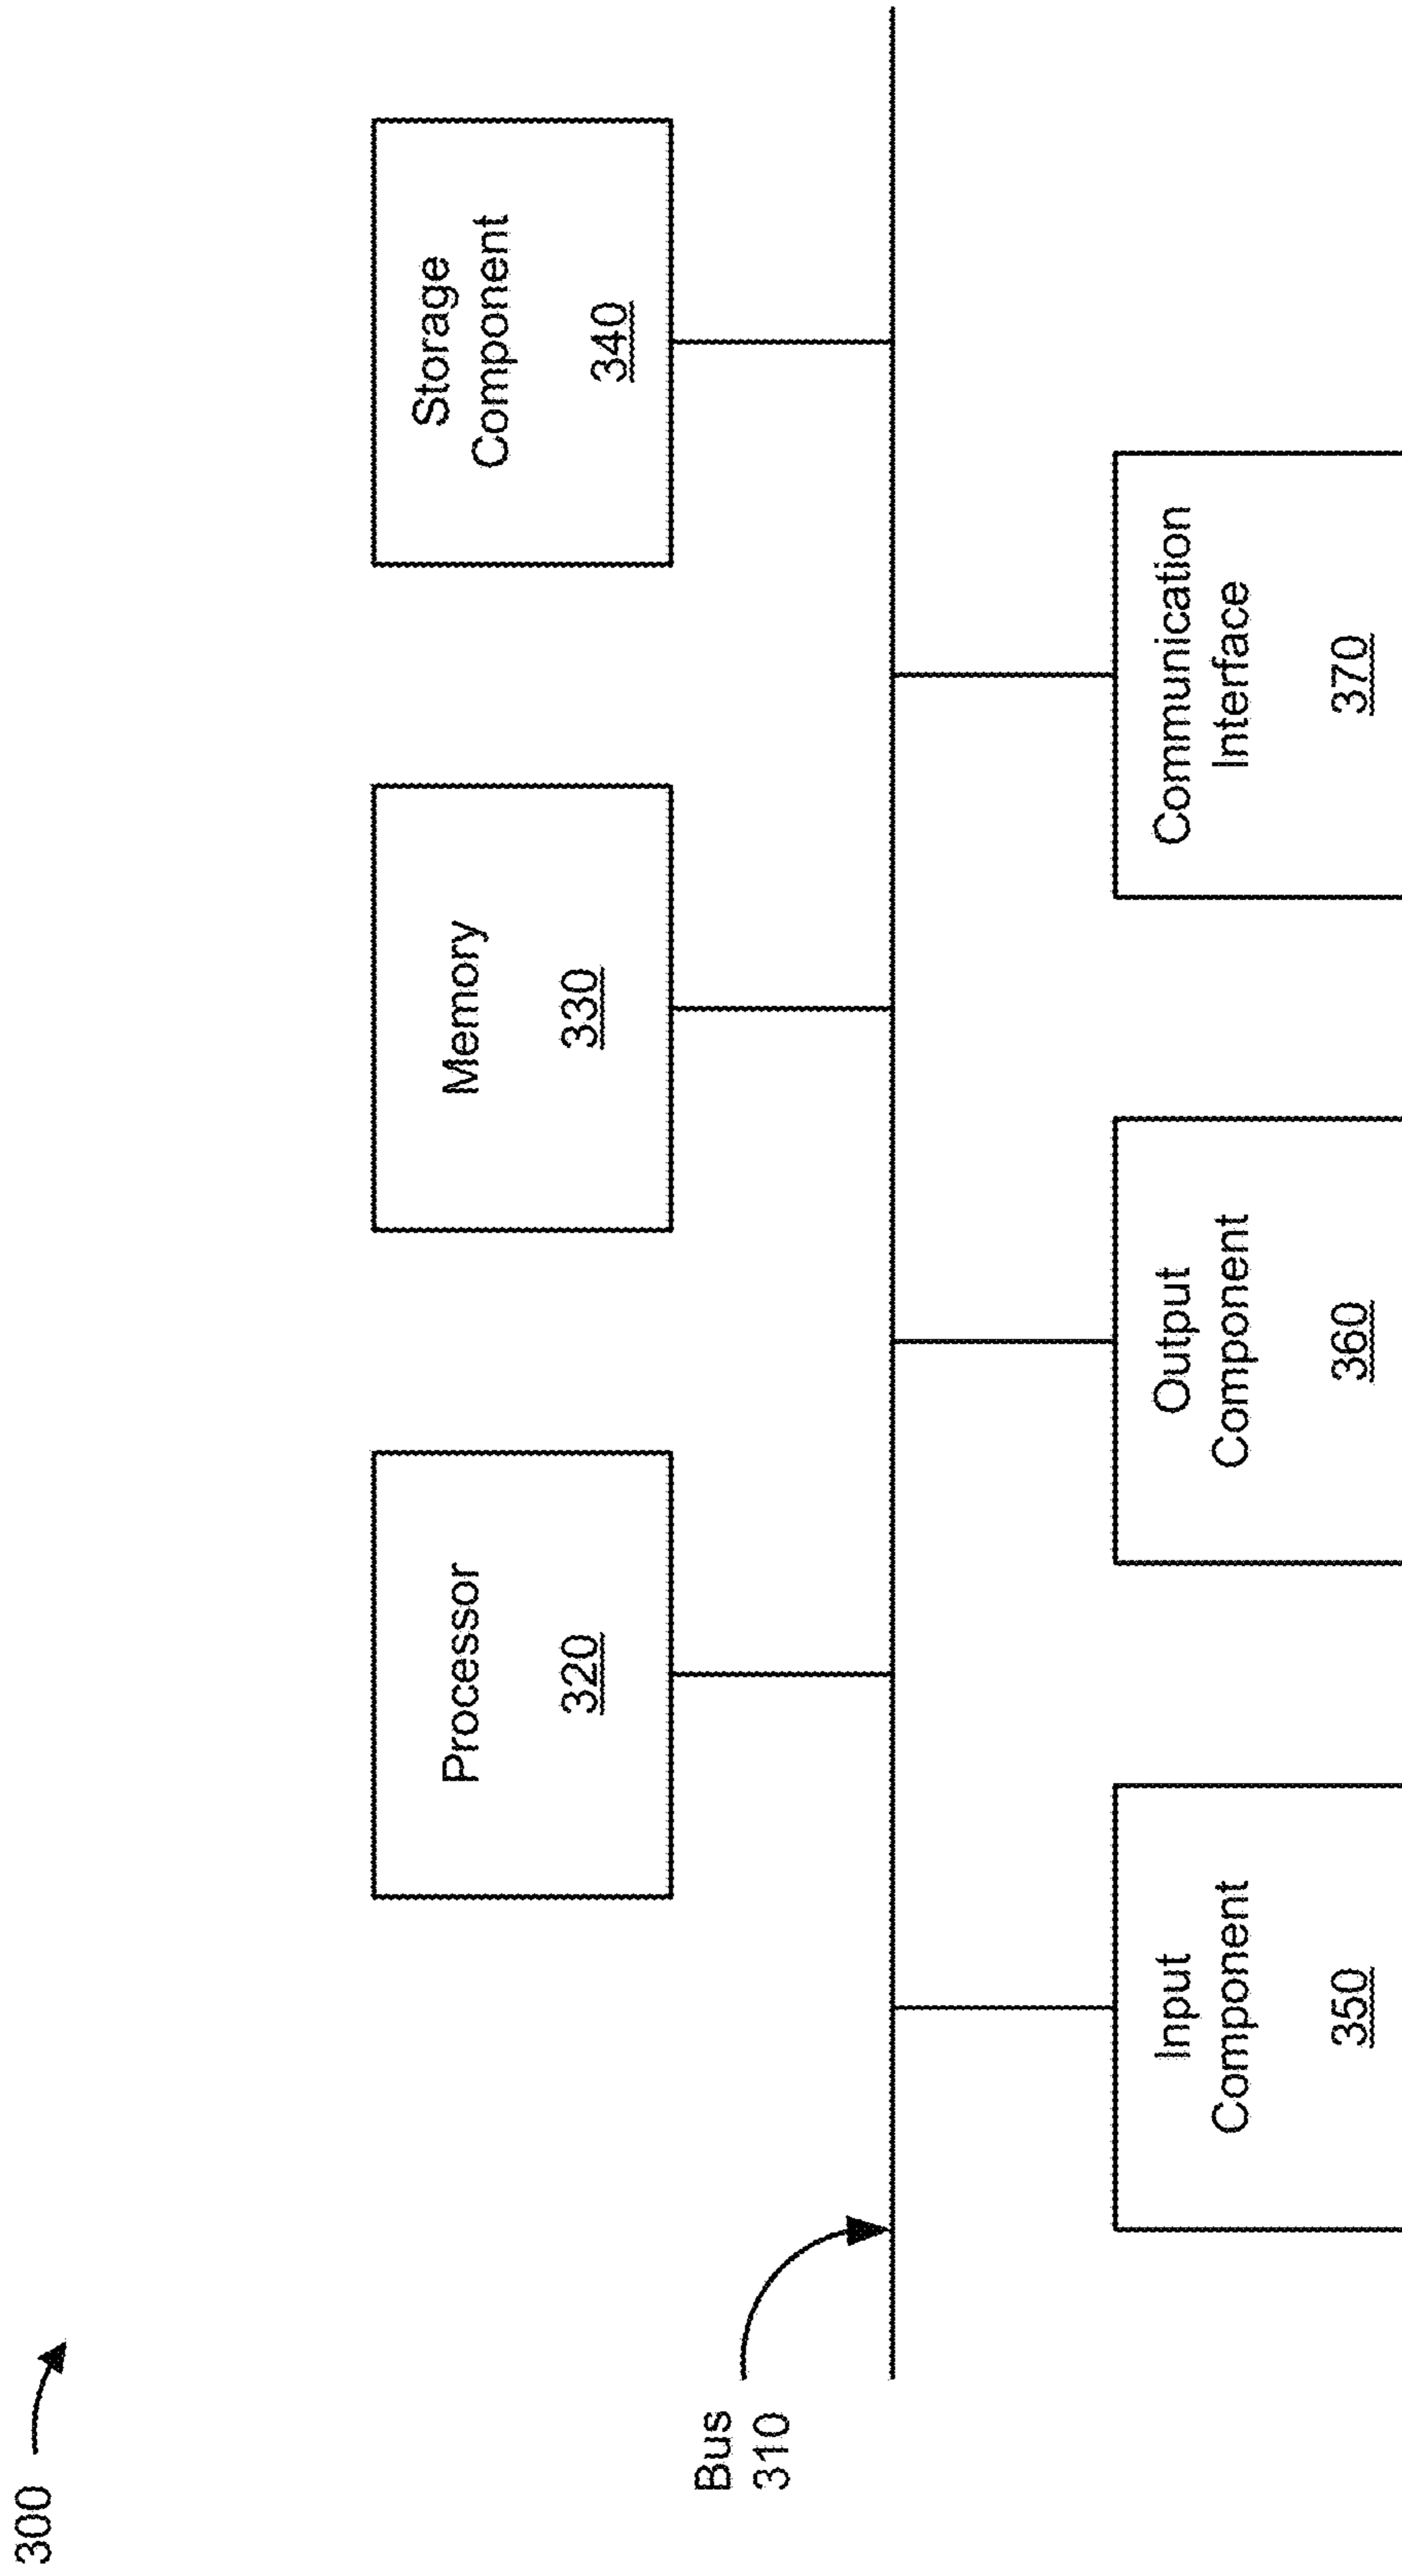 300
Processor
320
Memory
330
Storage
Component
340
Bus
310
Input
Component
350
Output
Component
360
Communication
Interface
370